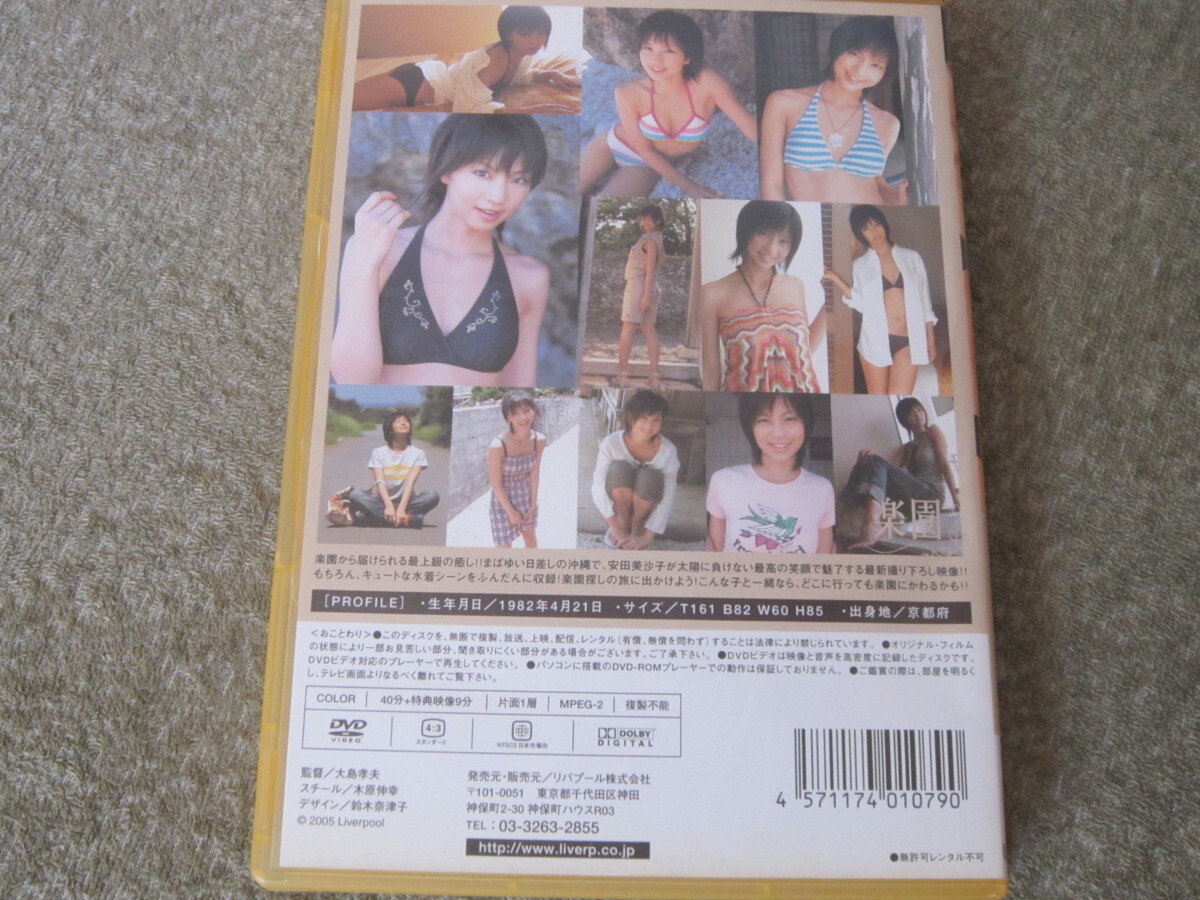 楽園
楽園から届けられる最上級の癒し!!まばゆい日差しの沖縄で、安田美沙子が太陽に負けない最高の笑顔で魅了する最新撮り下ろし映像!!
もちろん、キュートな水着シーンをふんだんに収録!楽園探しの旅に出かけよう!こんな子と一緒なら、どこに行っても楽園にかわるかも!!
[PROFILE] ・生年月日/1982年4月21日 ・サイズ/T161 B82 W60 H85 ・出身地/京都府
<おことわり>●このディスクを、無断で複製、放送、上映、配信、レンタル(有償、無償を問わず)することは法律により禁じられています。 ●オリジナル・フィルム
の状態により一部お見苦しい部分、聞き取りにくい部分がある場合がございます。ご了承下さい。 ●DVDビデオは映像と音声を高密度に記録したディスクです。
DVDビデオ対応のプレーヤーで再生してください。 ●パソコンに搭載のDVD-ROMプレーヤーでの動作は保証しておりません。 ●ご鑑賞の際は、部屋を明るく
し、テレビ画面よりなるべく離れてご覧下さい。
COLOR 40分+特典映像9分 片面1層 MPEG-2 複製不能
DVD VIDEO 4:3 スタンダード NTSC 2 日本市場向 DOLBY DIGITAL
監督/大島孝夫
スチール/木原伸幸
デザイン/鈴木奈津子
© 2005 Liverpool
発売元・販売元/リバプール株式会社
〒101-0051 東京都千代田区神田
神保町2-30 神保町ハウスR03
TEL: 03-3263-2855
http://www.liverp.co.jp
4 571174 010790
●無許可レンタル不可